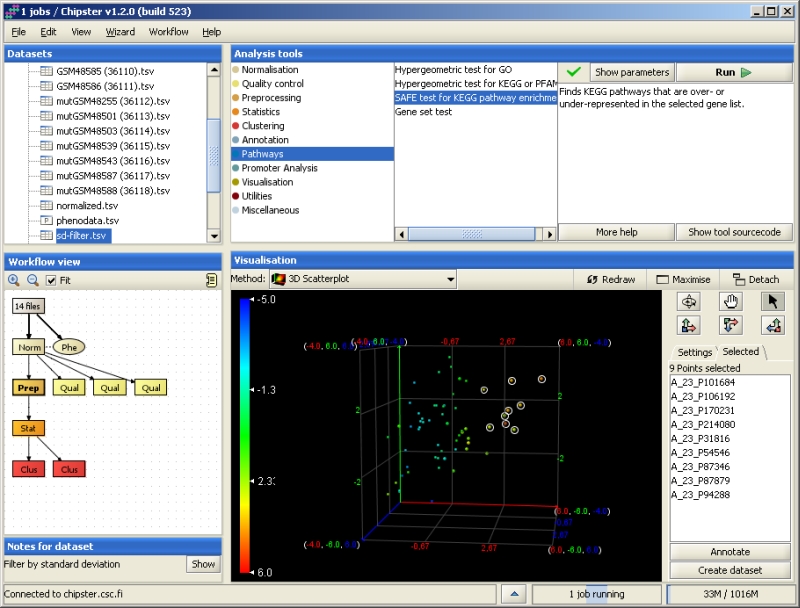 1 jobs / Chipster v1.2.0 (build 523)
File Edit View Wizard Workflow Help
Datasets
GSM48585 (36110).tsv
GSM48586 (36111).tsv
mutGSM48255 (36112).tsv
mutGSM48501 (36113).tsv
mutGSM48503 (36114).tsv
mutGSM48539 (36115).tsv
mutGSM48543 (36116).tsv
mutGSM48587 (36117).tsv
mutGSM48588 (36118).tsv
normalized.tsv
phenodata.tsv
sd-filter.tsv
Analysis tools
Normalisation
Quality control
Preprocessing
Statistics
Clustering
Annotation
Pathways
Promoter Analysis
Visualisation
Utilities
Miscellaneous
Hypergeometric test for GO
Hypergeometric test for KEGG or PFAM
SAFE test for KEGG pathway enrichme
Gene set test
Show parameters
Run
Finds KEGG pathways that are over- or
under-represented in the selected gene list.
More help
Show tool sourcecode
Workflow view
Fit
14 files
Norm
Phe
Prep
Qual
Qual
Qual
Stat
Clus
Clus
Notes for dataset
Filter by standard deviation
Show
Visualisation
Method: 3D Scatterplot
Redraw
Maximise
Detach
-5.0
-1.3
2.3
6.0
-0,67
2,67
2
-2
2
-2
(-4.0, 6.0,
(-4.0, 6.0, -4.0)
(6.0, 6.0, -4.0)
(6.0, -6.0, -4.0)
0,67
2,67
(-4.0, -6.0, 6.0)
-0,67
2,67
(6.0, -6.0, 6.0)
Settings
Selected
9 Points selected
A_23_P101684
A_23_P106192
A_23_P170231
A_23_P214080
A_23_P31816
A_23_P54546
A_23_P87346
A_23_P87879
A_23_P94288
Annotate
Create dataset
Connected to chipster.csc.fi
1 job running
33M / 1016M